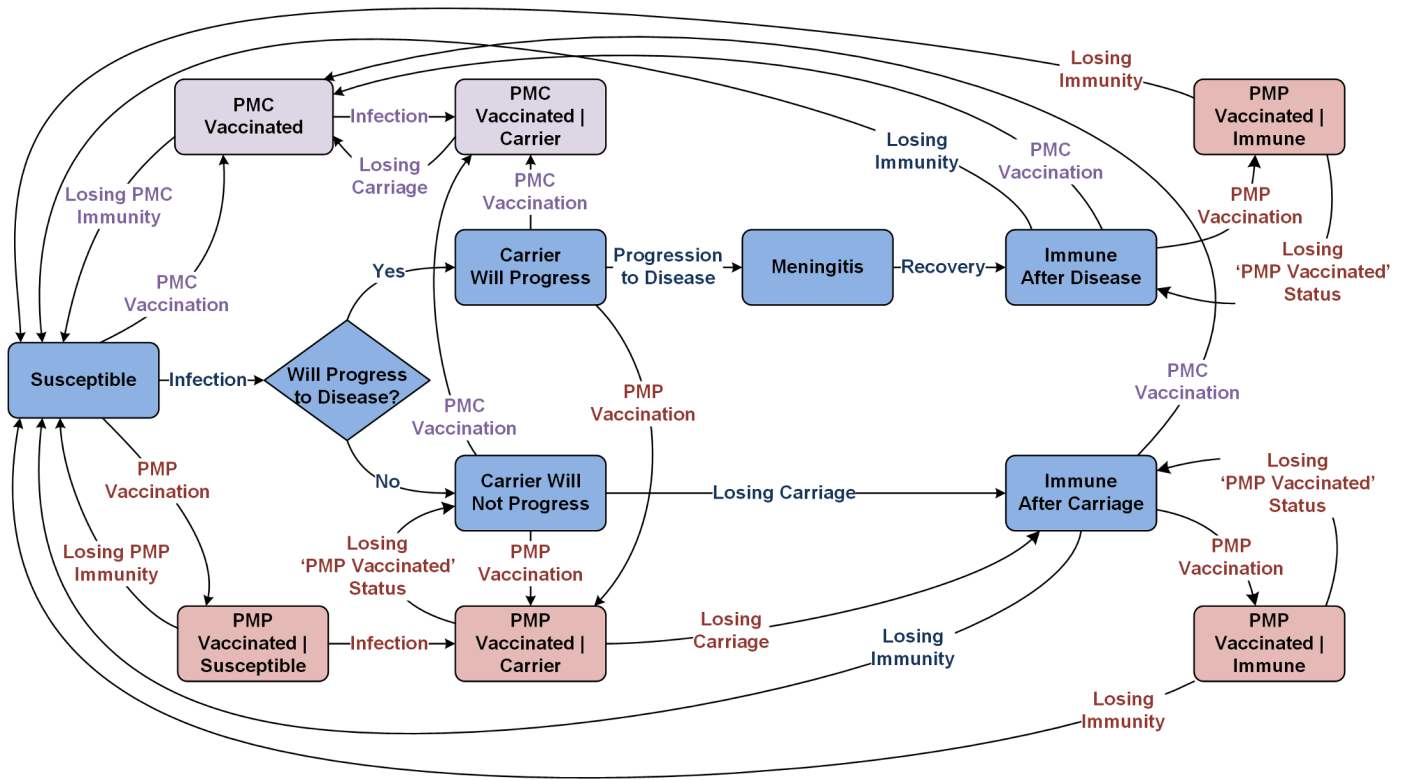 Losing
Immunity
PMC
Vaccinated
Infection
PMC
Vaccinated |
Carrier
PMP
Vaccinated |
Immune
Losing
Carriage
Losing
Immunity
PMC
Vaccination
Losing PMC
Immunity
PMC
Vaccination
PMP
Vaccination
Carrier
Will Progress
Progression
to Disease
Meningitis
Recovery
Immune
After Disease
Losing
‘PMP Vaccinated’
Status
Yes
PMC
Vaccination
Susceptible
Infection
Will Progress
to Disease?
PMP
Vaccination
PMC
Vaccination
PMC
Vaccination
PMP
Vaccination
No
Carrier Will
Not Progress
Losing Carriage
Immune
After Carriage
Losing
‘PMP Vaccinated’
Status
Losing PMP
Immunity
Losing
‘PMP Vaccinated’
Status
PMP
Vaccination
PMP
Vaccination
PMP
Vaccinated |
Susceptible
Infection
PMP
Vaccinated |
Carrier
Losing
Carriage
Losing
Immunity
PMP
Vaccinated |
Immune
Losing
Immunity